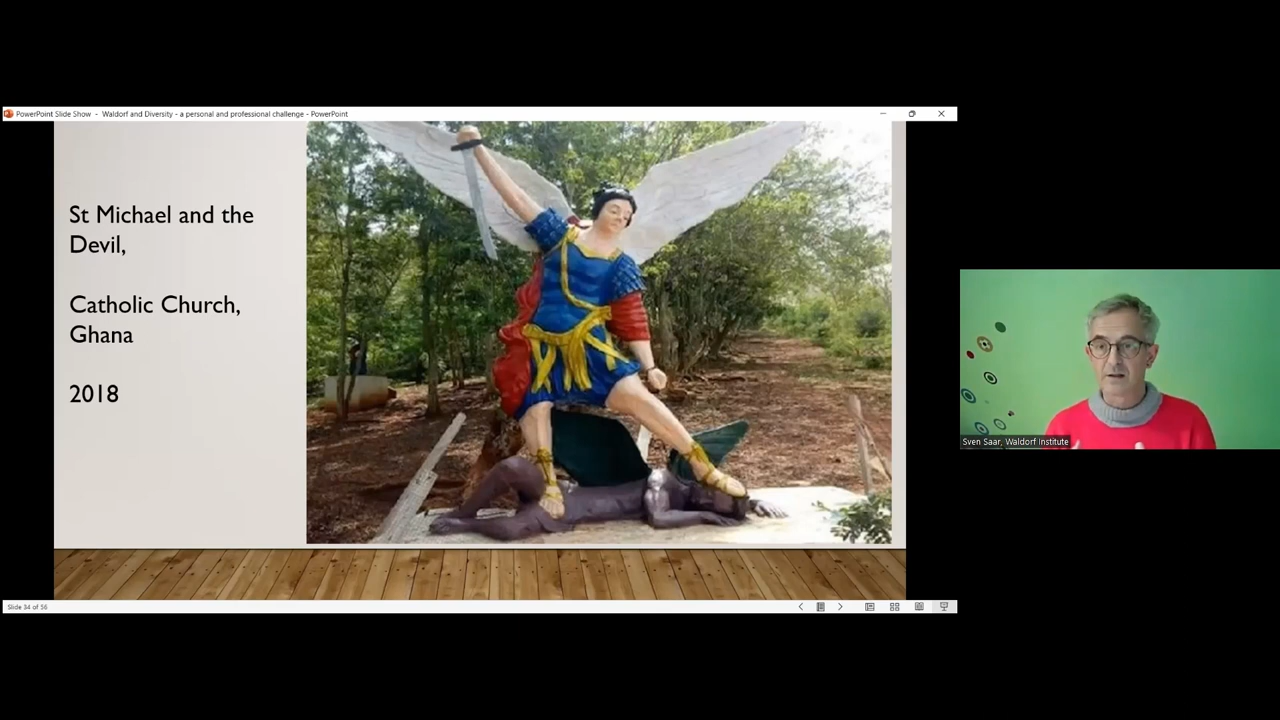 PowerPoint Slide Show - Waldorf and Diversity - a personal and professional challenge - PowerPoint
St Michael and the
Devil,
Catholic Church,
Ghana
2018
Sven Saar, Waldorf Institute
Slide 34 of 56